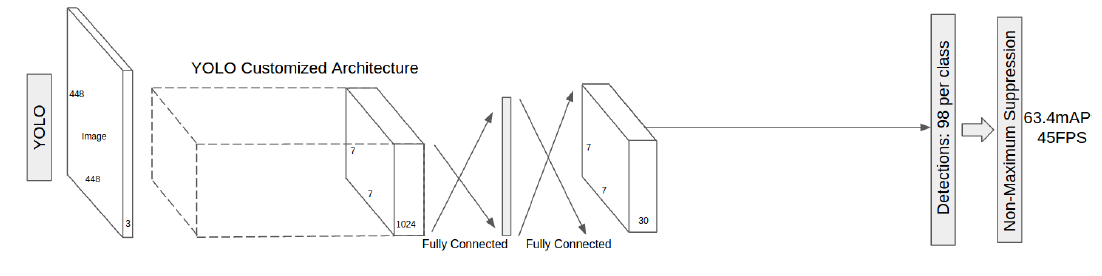 YOLO
448
Image
448
3
YOLO Customized Architecture
7
7
1024
Fully Connected
Fully Connected
7
7
30
Detections: 98 per class
Non-Maximum Suppression
63.4mAP
45FPS